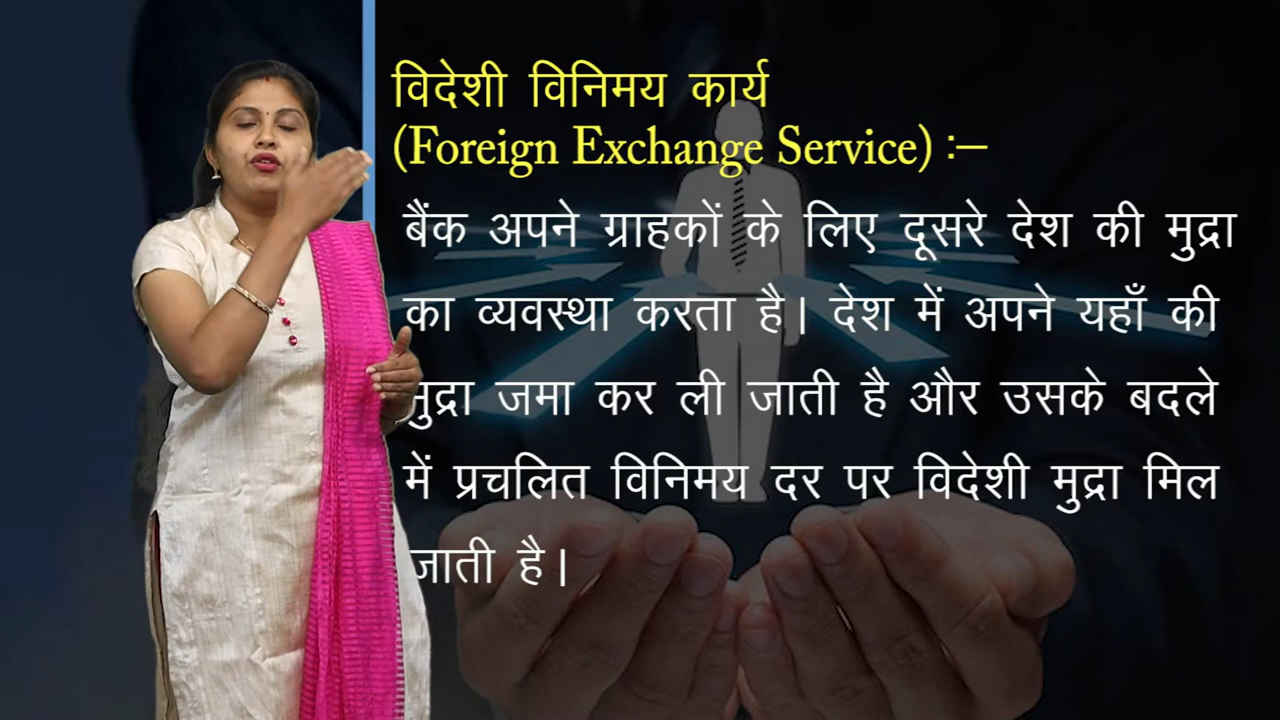 विदेशी विनिमय कार्य
(Foreign Exchange Service) :–
बैंक अपने ग्राहकों के लिए दूसरे देश की मुद्रा
का व्यवस्था करता है। देश में अपने यहाँ की
मुद्रा जमा कर ली जाती है और उसके बदले
में प्रचलित विनिमय दर पर विदेशी मुद्रा मिल
जाती है।